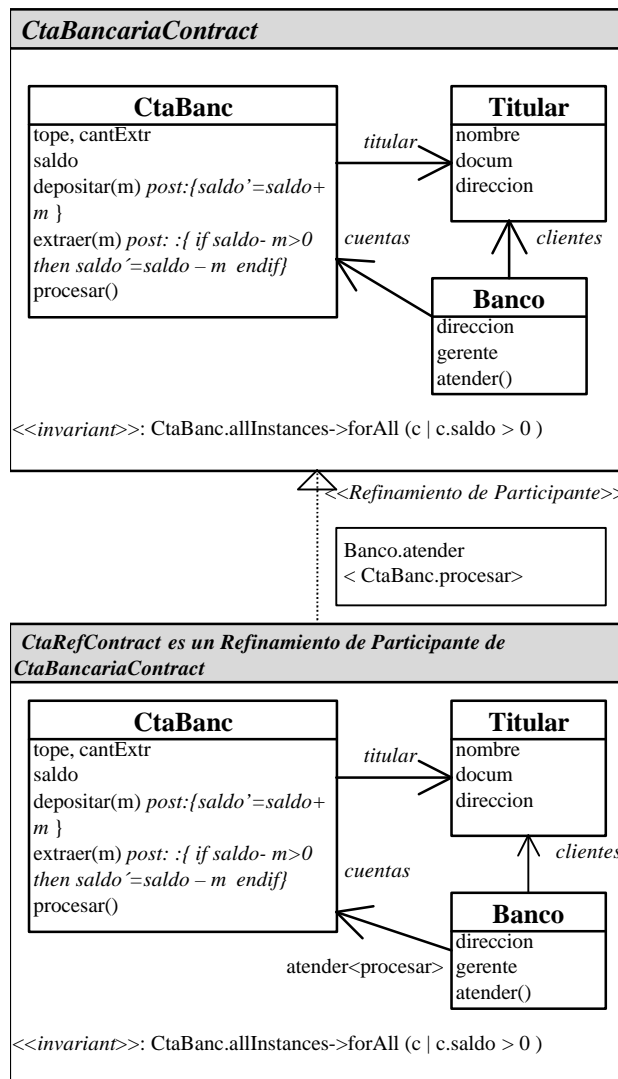 CtaBancariaContract
CtaBanc
tope, cantExtr
saldo
depositar(m) post:{saldo’=saldo+
m }
extraer(m) post: :{ if saldo- m>0
then saldo´=saldo – m  endif}
procesar()
titular
Titular
nombre
docum
direccion
cuentas
clientes
Banco
direccion
gerente
atender()
<<invariant>>: CtaBanc.allInstances->forAll (c | c.saldo > 0 )
<<Refinamiento de Participante>>
Banco.atender
< CtaBanc.procesar>
CtaRefContract es un Refinamiento de Participante de
CtaBancariaContract
CtaBanc
tope, cantExtr
saldo
depositar(m) post:{saldo’=saldo+
m }
extraer(m) post: :{ if saldo- m>0
then saldo´=saldo – m  endif}
procesar()
titular
Titular
nombre
docum
direccion
cuentas
clientes
atender<procesar>
Banco
direccion
gerente
atender()
<<invariant>>: CtaBanc.allInstances->forAll (c | c.saldo > 0 )